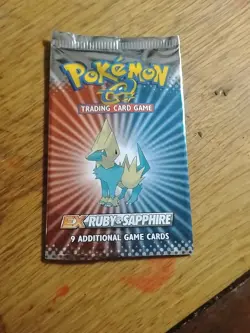 POKéMON
TRADING CARD GAME
EX RUBY & SAPPHIRE
9 ADDITIONAL GAME CARDS